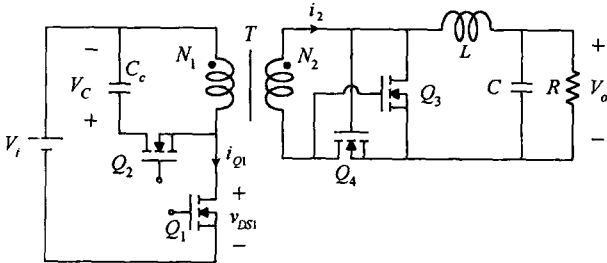 i₂
T
−
C_c
N₁
N₂
L
+
V_C
Q₃
C
R
V_o
+
−
V_i
Q₂
i_Q1
Q₄
+
Q₁
v_DS1
−